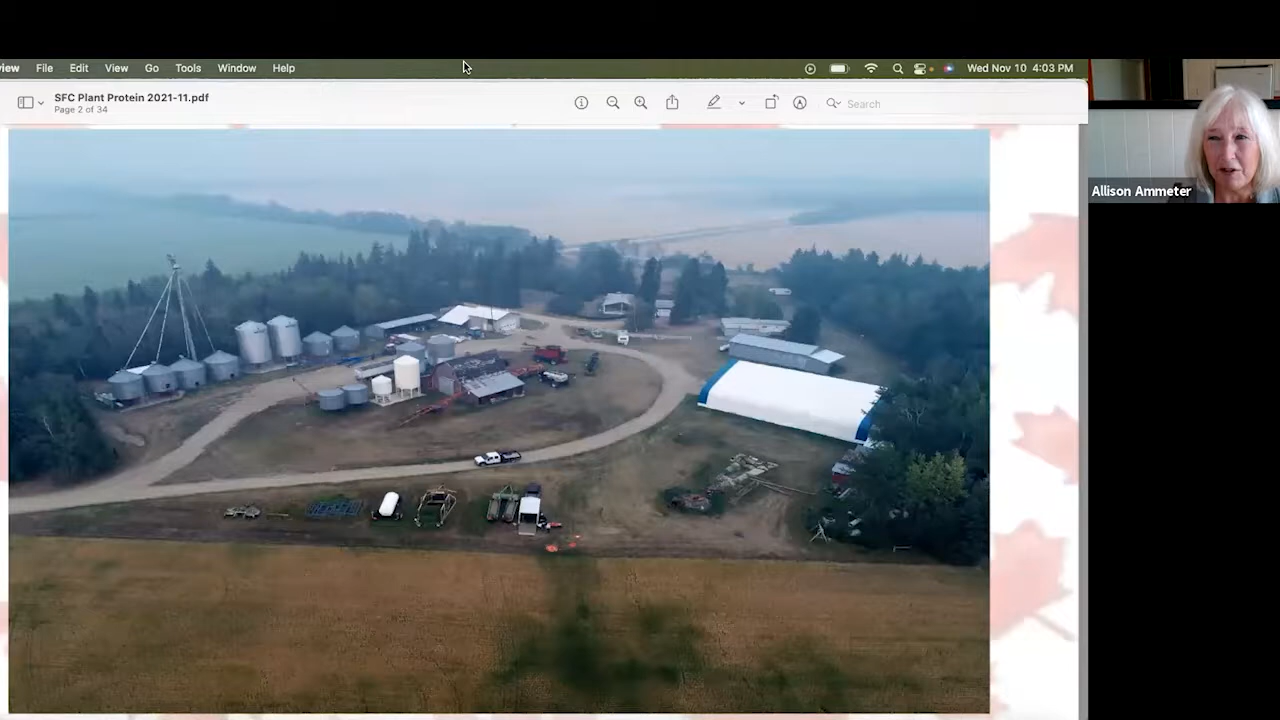 view File Edit View Go Tools Window Help Wed Nov 10 4:03 PM
SFC Plant Protein 2021-11.pdf
Page 2 of 34
Search
Allison Ammeter